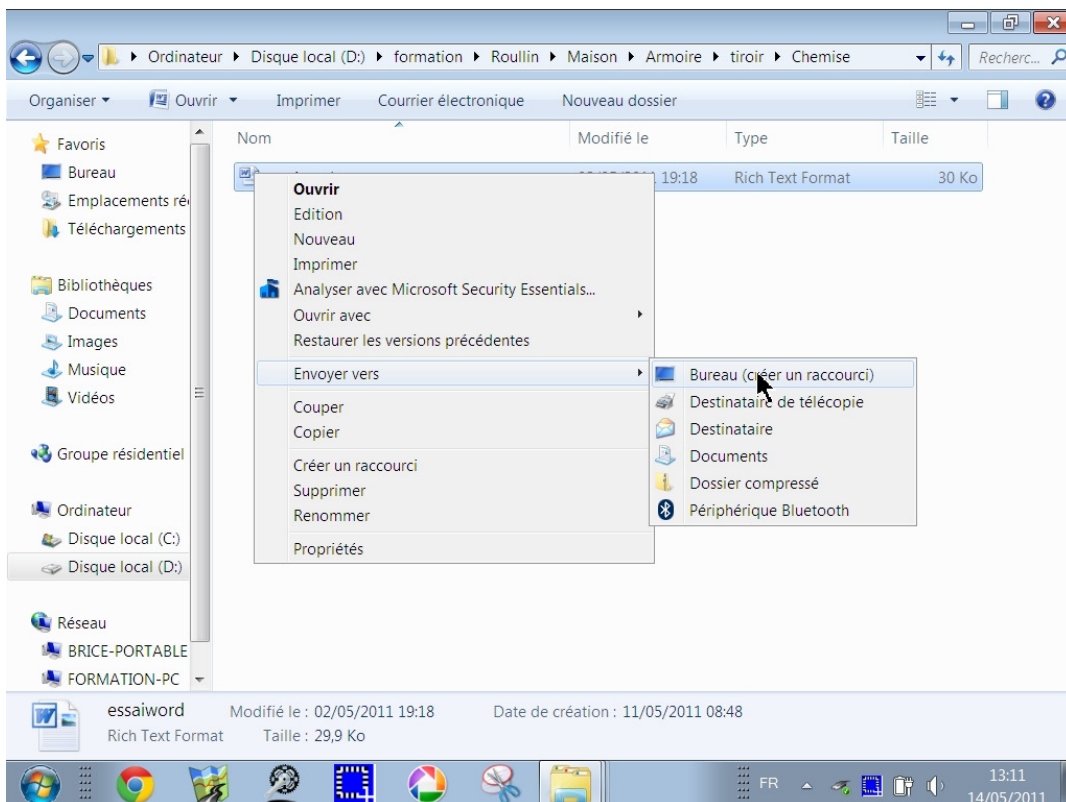 Ordinateur Disque local (D:) formation Roullin Maison Armoire tiroir Chemise Recherc...
Organiser Ouvrir Imprimer Courrier électronique Nouveau dossier
Favoris
Bureau
Emplacements ré
Téléchargements
Bibliothèques
Documents
Images
Musique
Vidéos
Groupe résidentiel
Ordinateur
Disque local (C:)
Disque local (D:)
Réseau
BRICE-PORTABLE
FORMATION-PC
Nom Modifié le Type Taille
19:18 Rich Text Format 30 Ko
Ouvrir
Edition
Nouveau
Imprimer
Analyser avec Microsoft Security Essentials...
Ouvrir avec
Restaurer les versions précédentes
Envoyer vers
Couper
Copier
Créer un raccourci
Supprimer
Renommer
Propriétés
Bureau (créer un raccourci)
Destinataire de télécopie
Destinataire
Documents
Dossier compressé
Périphérique Bluetooth
essaiword Modifié le : 02/05/2011 19:18 Date de création : 11/05/2011 08:48
Rich Text Format Taille : 29,9 Ko
FR 13:11
14/05/2011